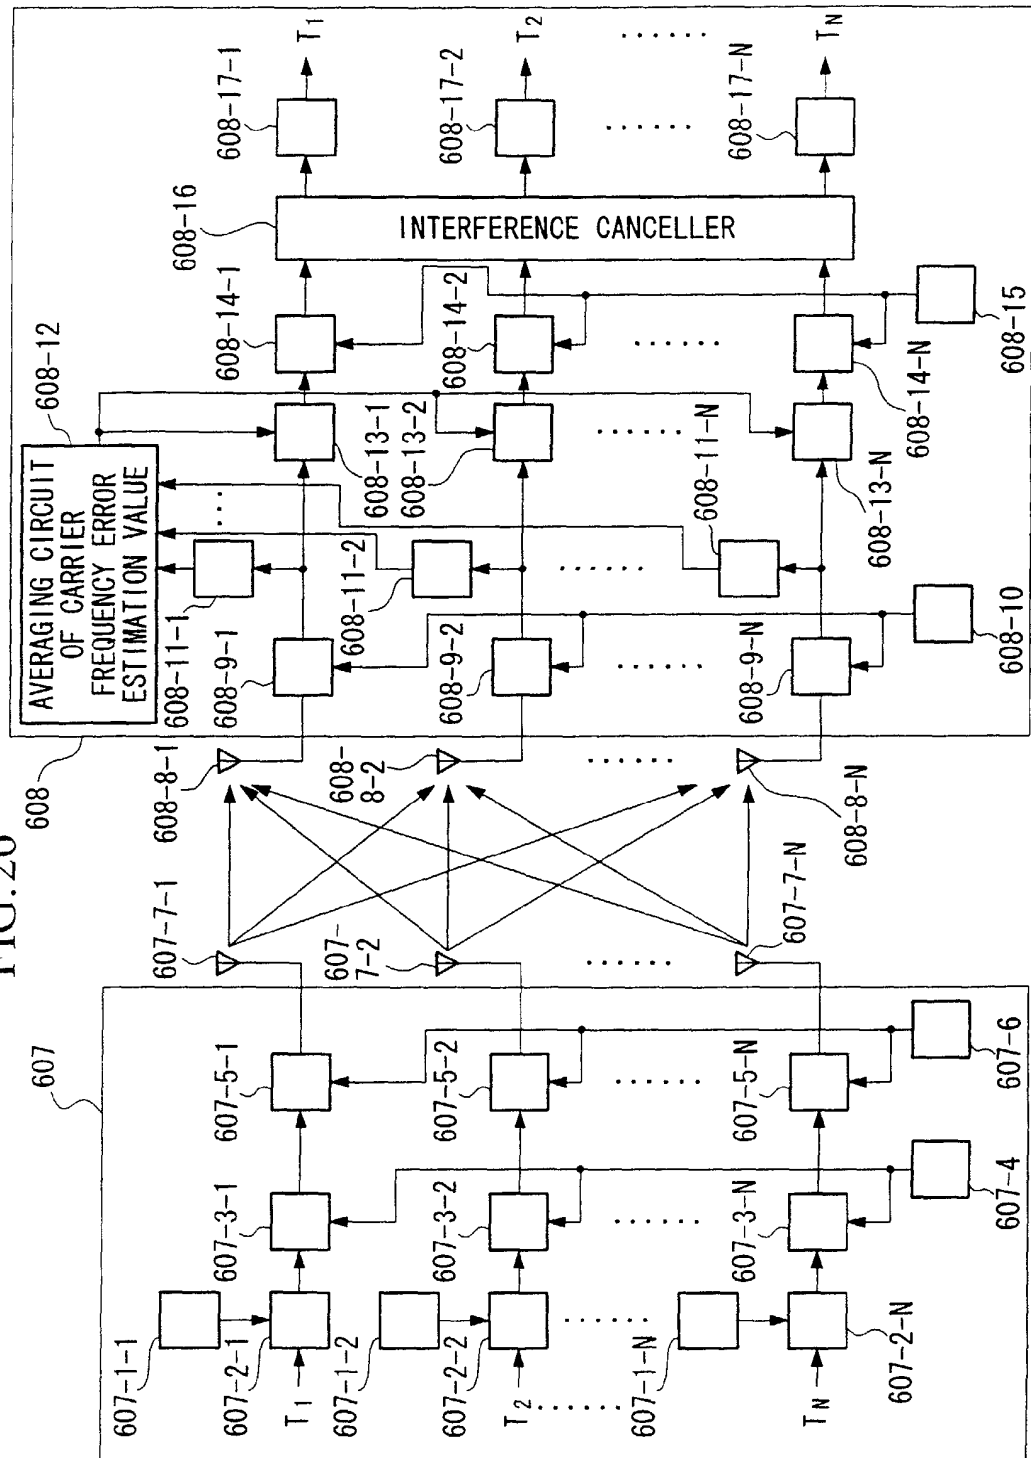 FIG.26
607
607-1-1
607-2-1
T1
607-1-2
607-2-2
T2
607-1-N
607-2-N
TN
607-3-1
607-3-2
607-3-N
607-4
607-5-1
607-5-2
607-5-N
607-6
607-7-1
607-
7-2
607-7-N
608
608-8-1
608-
8-2
608-8-N
AVERAGING CIRCUIT
OF CARRIER
FREQUENCY ERROR
ESTIMATION VALUE
608-12
608-9-1
608-9-2
608-9-N
608-10
608-11-1
608-11-2
608-11-N
608-13-1
608-13-2
608-13-N
608-14-1
608-14-2
608-14-N
608-15
608-16
INTERFERENCE CANCELLER
608-17-1
608-17-2
608-17-N
T1
T2
TN